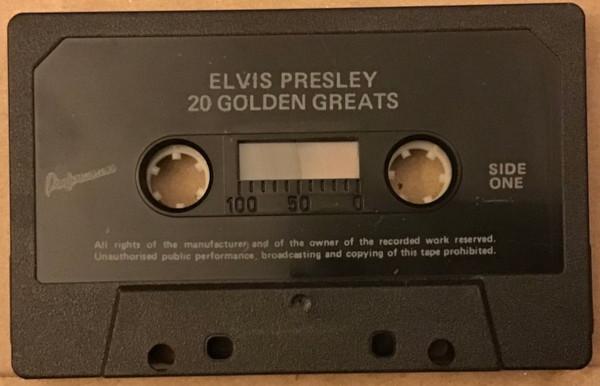 ELVIS PRESLEY
20 GOLDEN GREATS
Performance
SIDE
ONE
100 50 0
All rights of the manufacturer and of the owner of the recorded work reserved.
Unauthorised public performance, broadcasting and copying of this tape prohibited.